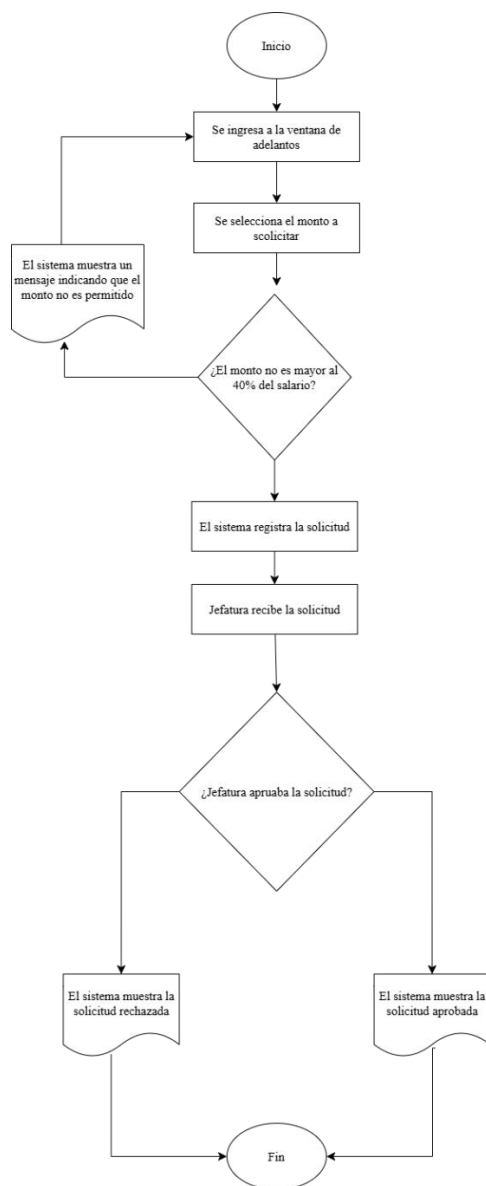 Inicio
Se ingresa a la ventana de
adelantos
Se selecciona el monto a
scolicitar
El sistema muestra un
mensaje indicando que el
monto no es permitido
¿El monto no es mayor al
40% del salario?
El sistema registra la solicitud
Jefatura recibe la solicitud
¿Jefatura apruaba la solicitud?
El sistema muestra la
solicitud rechazada
El sistema muestra la
solicitud aprobada
Fin